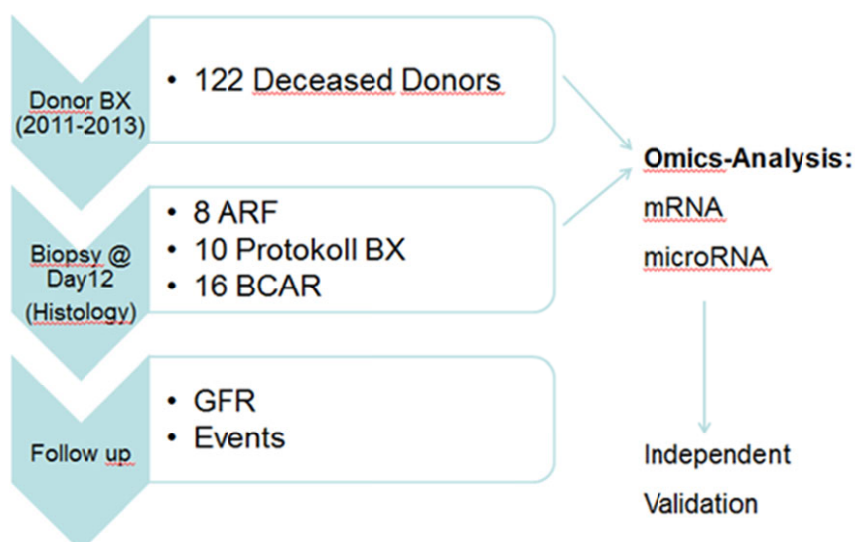 Donor BX
(2011-2013)
• 122 Deceased Donors
Biopsy @
Day12
(Histology)
• 8 ARF
• 10 Protokoll BX
• 16 BCAR
Follow up
• GFR
• Events
Omics-Analysis:
mRNA
microRNA
Independent
Validation